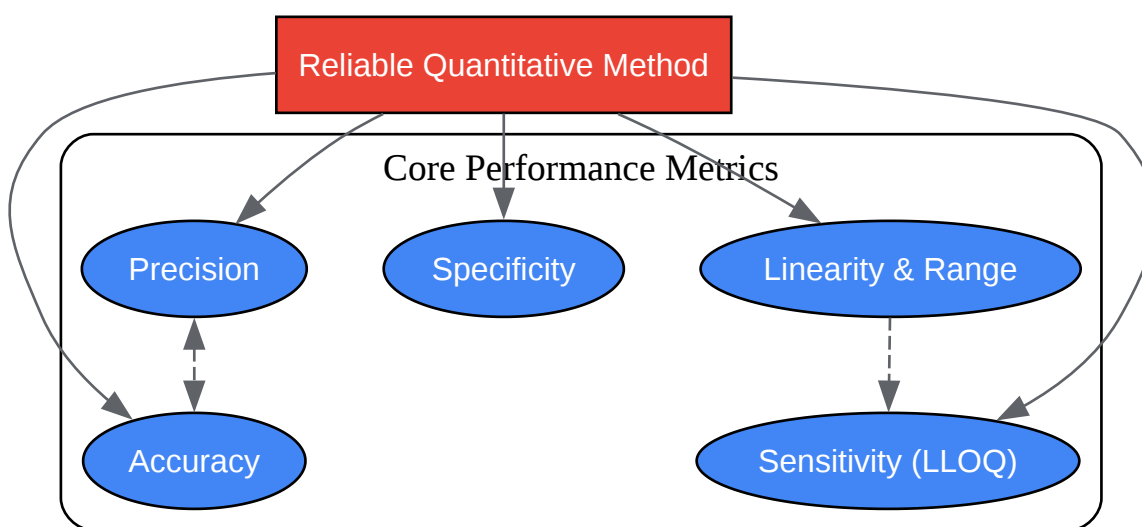 Reliable Quantitative Method
Core Performance Metrics
Precision
Specificity
Linearity & Range
Accuracy
Sensitivity (LLOQ)